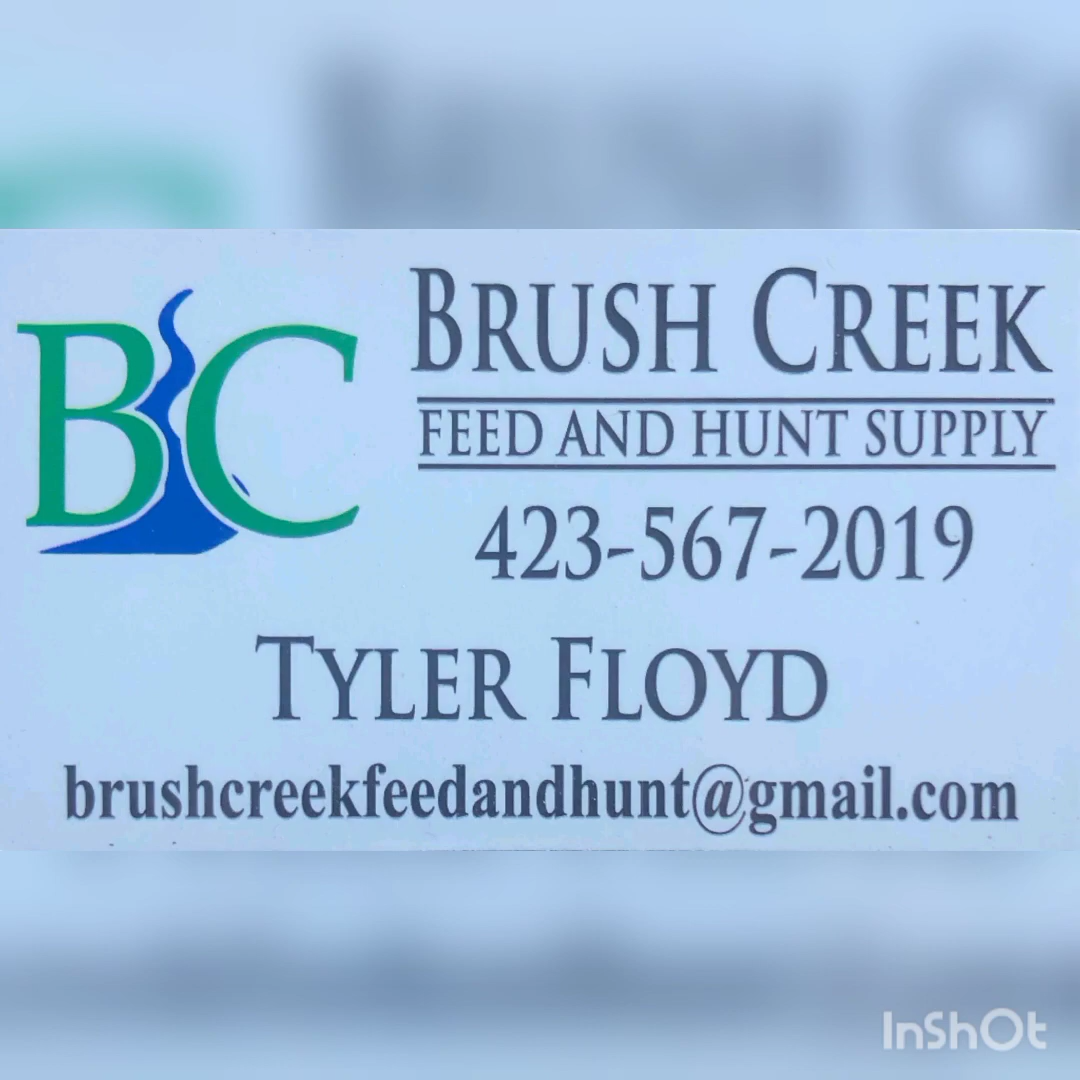 BC
BRUSH CREEK
FEED AND HUNT SUPPLY
423-567-2019
TYLER FLOYD
brushcreekfeedandhunt@gmail.com
InShOt